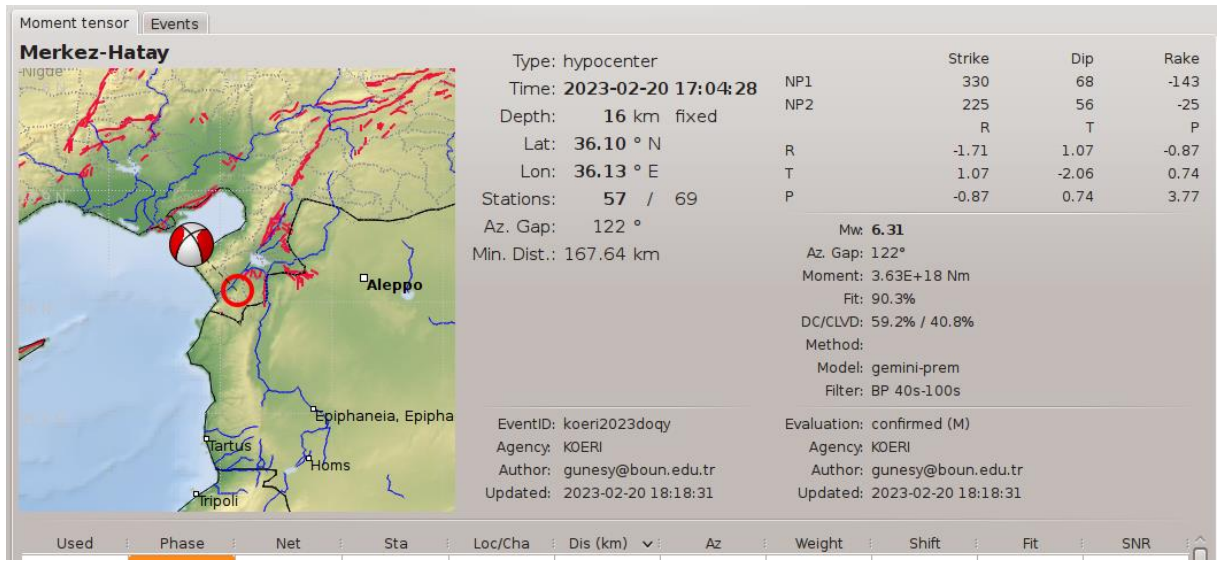 Moment tensor Events
Merkez-Hatay
Nigde
Aleppo
Epiphaneia, Epipha
Tartus
Homs
Tripoli
Type: hypocenter
Time: 2023-02-20 17:04:28
Depth: 16 km fixed
Lat: 36.10 ° N
Lon: 36.13 ° E
Stations: 57 / 69
Az. Gap: 122 °
Min. Dist.: 167.64 km
Strike Dip Rake
NP1 330 68 -143
NP2 225 56 -25
R T P
R -1.71 1.07 -0.87
T 1.07 -2.06 0.74
P -0.87 0.74 3.77
Mw: 6.31
Az. Gap: 122°
Moment: 3.63E+18 Nm
Fit: 90.3%
DC/CLVD: 59.2% / 40.8%
Method:
Model: gemini-prem
Filter: BP 40s-100s
EventID: koeri2023doqy
Agency: KOERI
Author: gunesy@boun.edu.tr
Updated: 2023-02-20 18:18:31
Evaluation: confirmed (M)
Agency: KOERI
Author: gunesy@boun.edu.tr
Updated: 2023-02-20 18:18:31
Used Phase Net Sta Loc/Cha Dis (km) Az Weight Shift Fit SNR